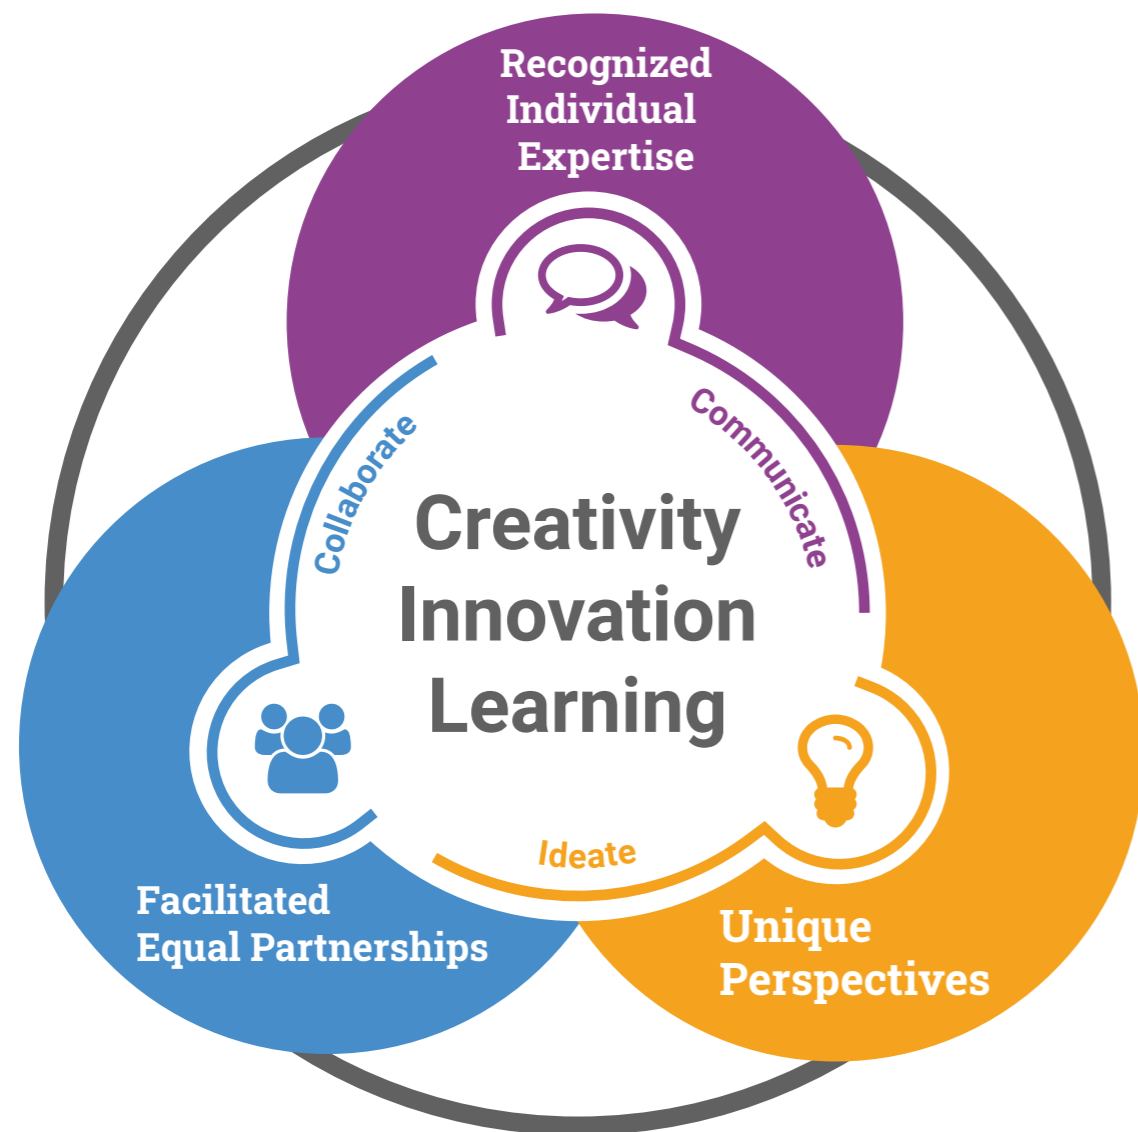 Recognized
Individual
Expertise
Collaborate
Communicate
Creativity
Innovation
Learning
Ideate
Facilitated
Equal Partnerships
Unique
Perspectives